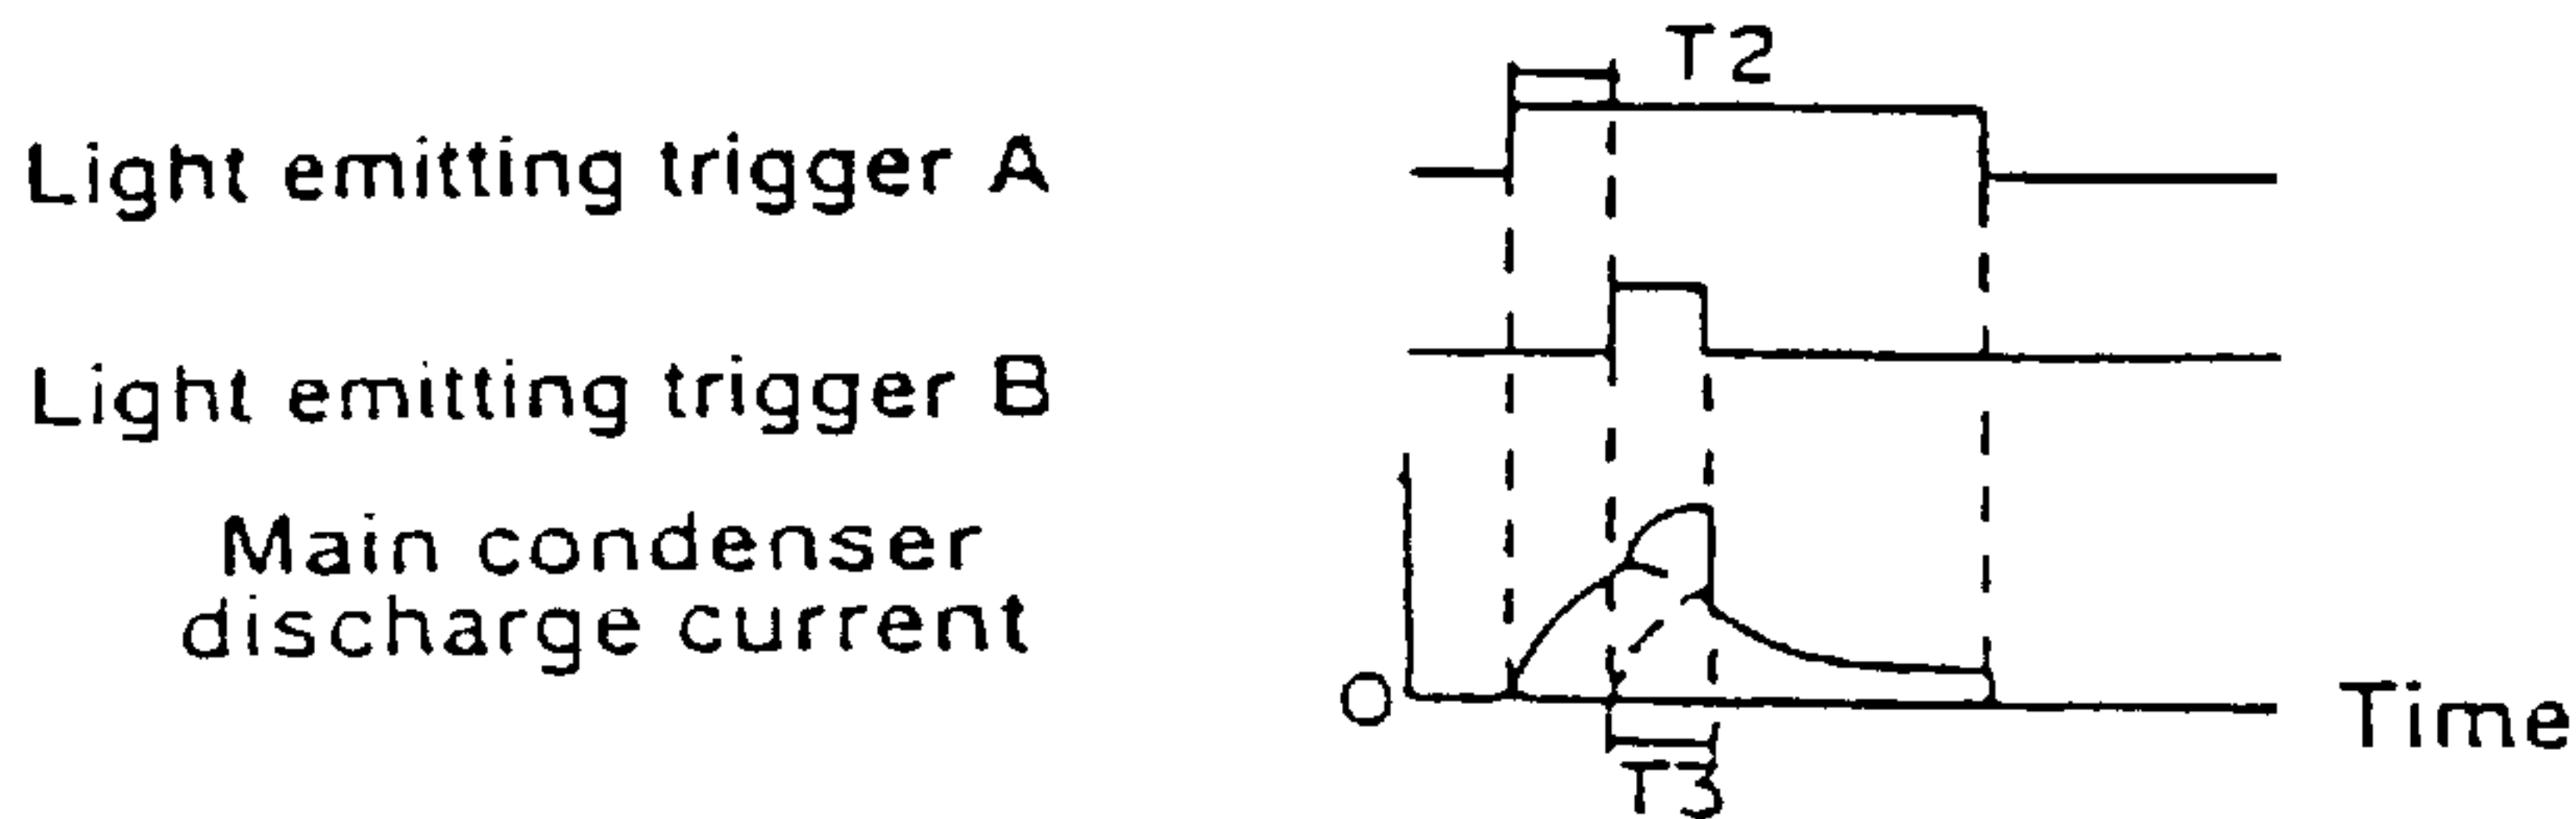 T2
Light emitting trigger A
Light emitting trigger B
Main condenser
discharge current
O
Time
T3